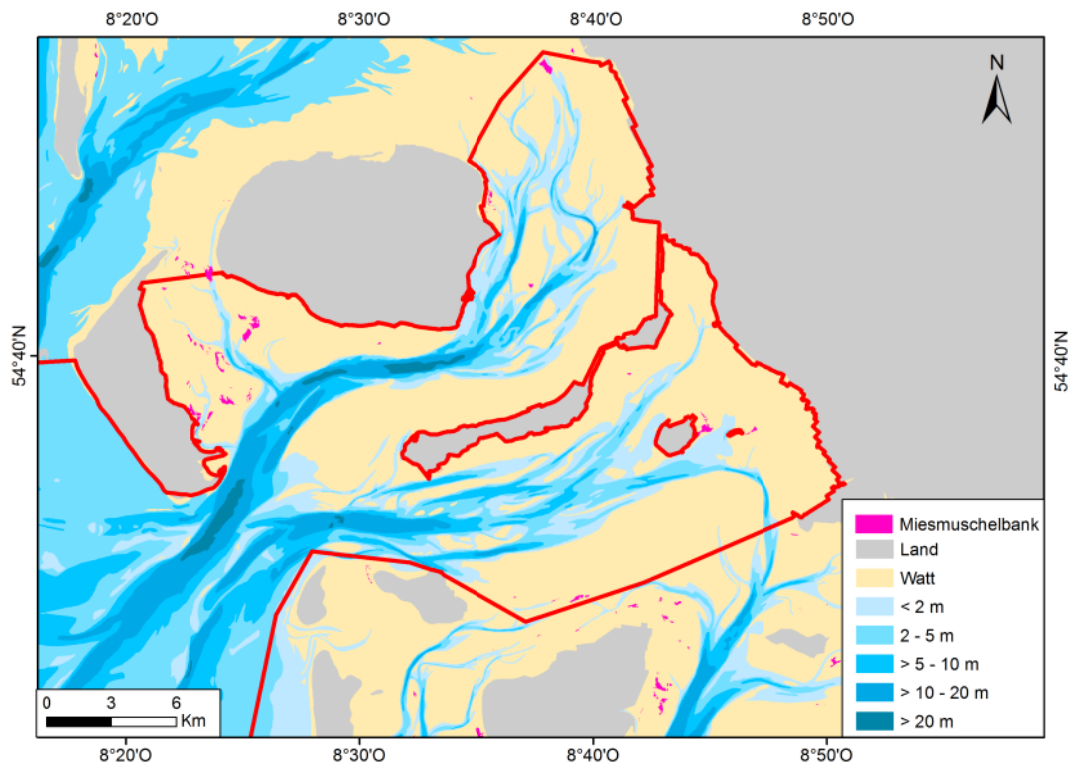 8°20'O 8°30'O 8°40'O 8°50'O
N
54°40'N 54°40'N
Miesmuschelbank
Land
Watt
< 2 m
2 - 5 m
> 5 - 10 m
> 10 - 20 m
> 20 m
0 3 6
Km
8°20'O 8°30'O 8°40'O 8°50'O